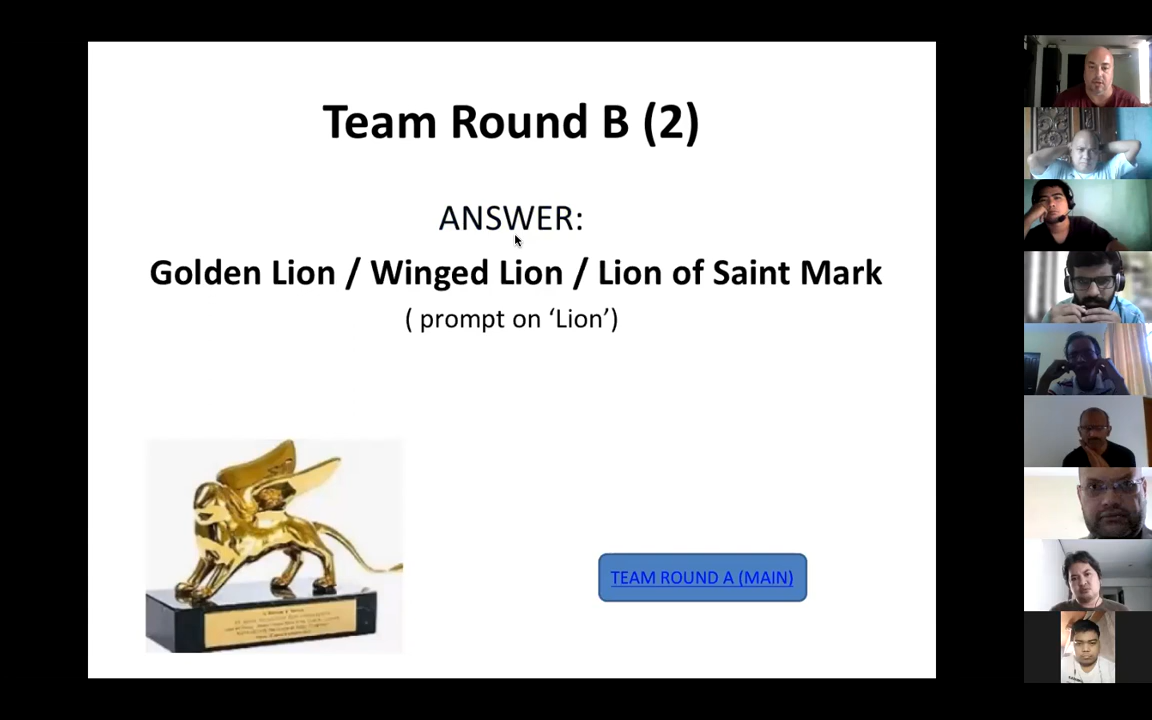 Team Round B (2)
ANSWER:
Golden Lion / Winged Lion / Lion of Saint Mark
( prompt on ‘Lion’)
TEAM ROUND A (MAIN)